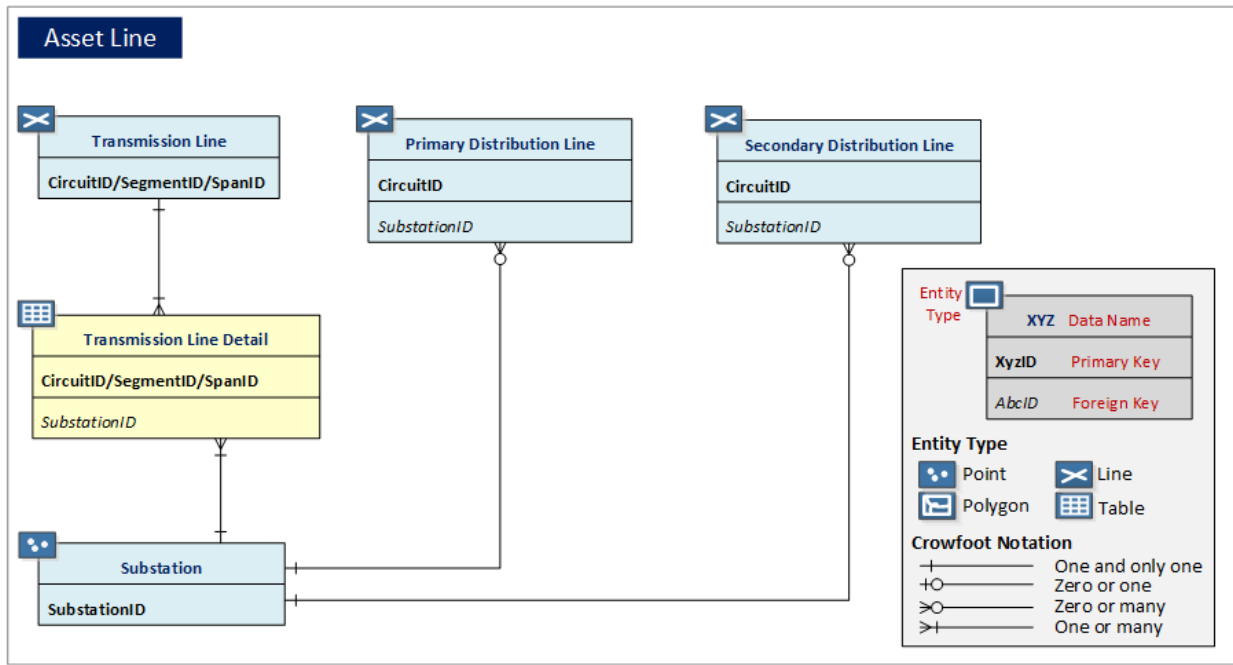 Asset Line
Transmission Line
CircuitID/SegmentID/SpanID
Primary Distribution Line
CircuitID
SubstationID
Secondary Distribution Line
CircuitID
SubstationID
Transmission Line Detail
CircuitID/SegmentID/SpanID
SubstationID
Substation
SubstationID
Entity
Type
XYZ Data Name
XyzID Primary Key
AbcID Foreign Key
Entity Type
Point
Line
Polygon
Table
Crowfoot Notation
One and only one
Zero or one
Zero or many
One or many